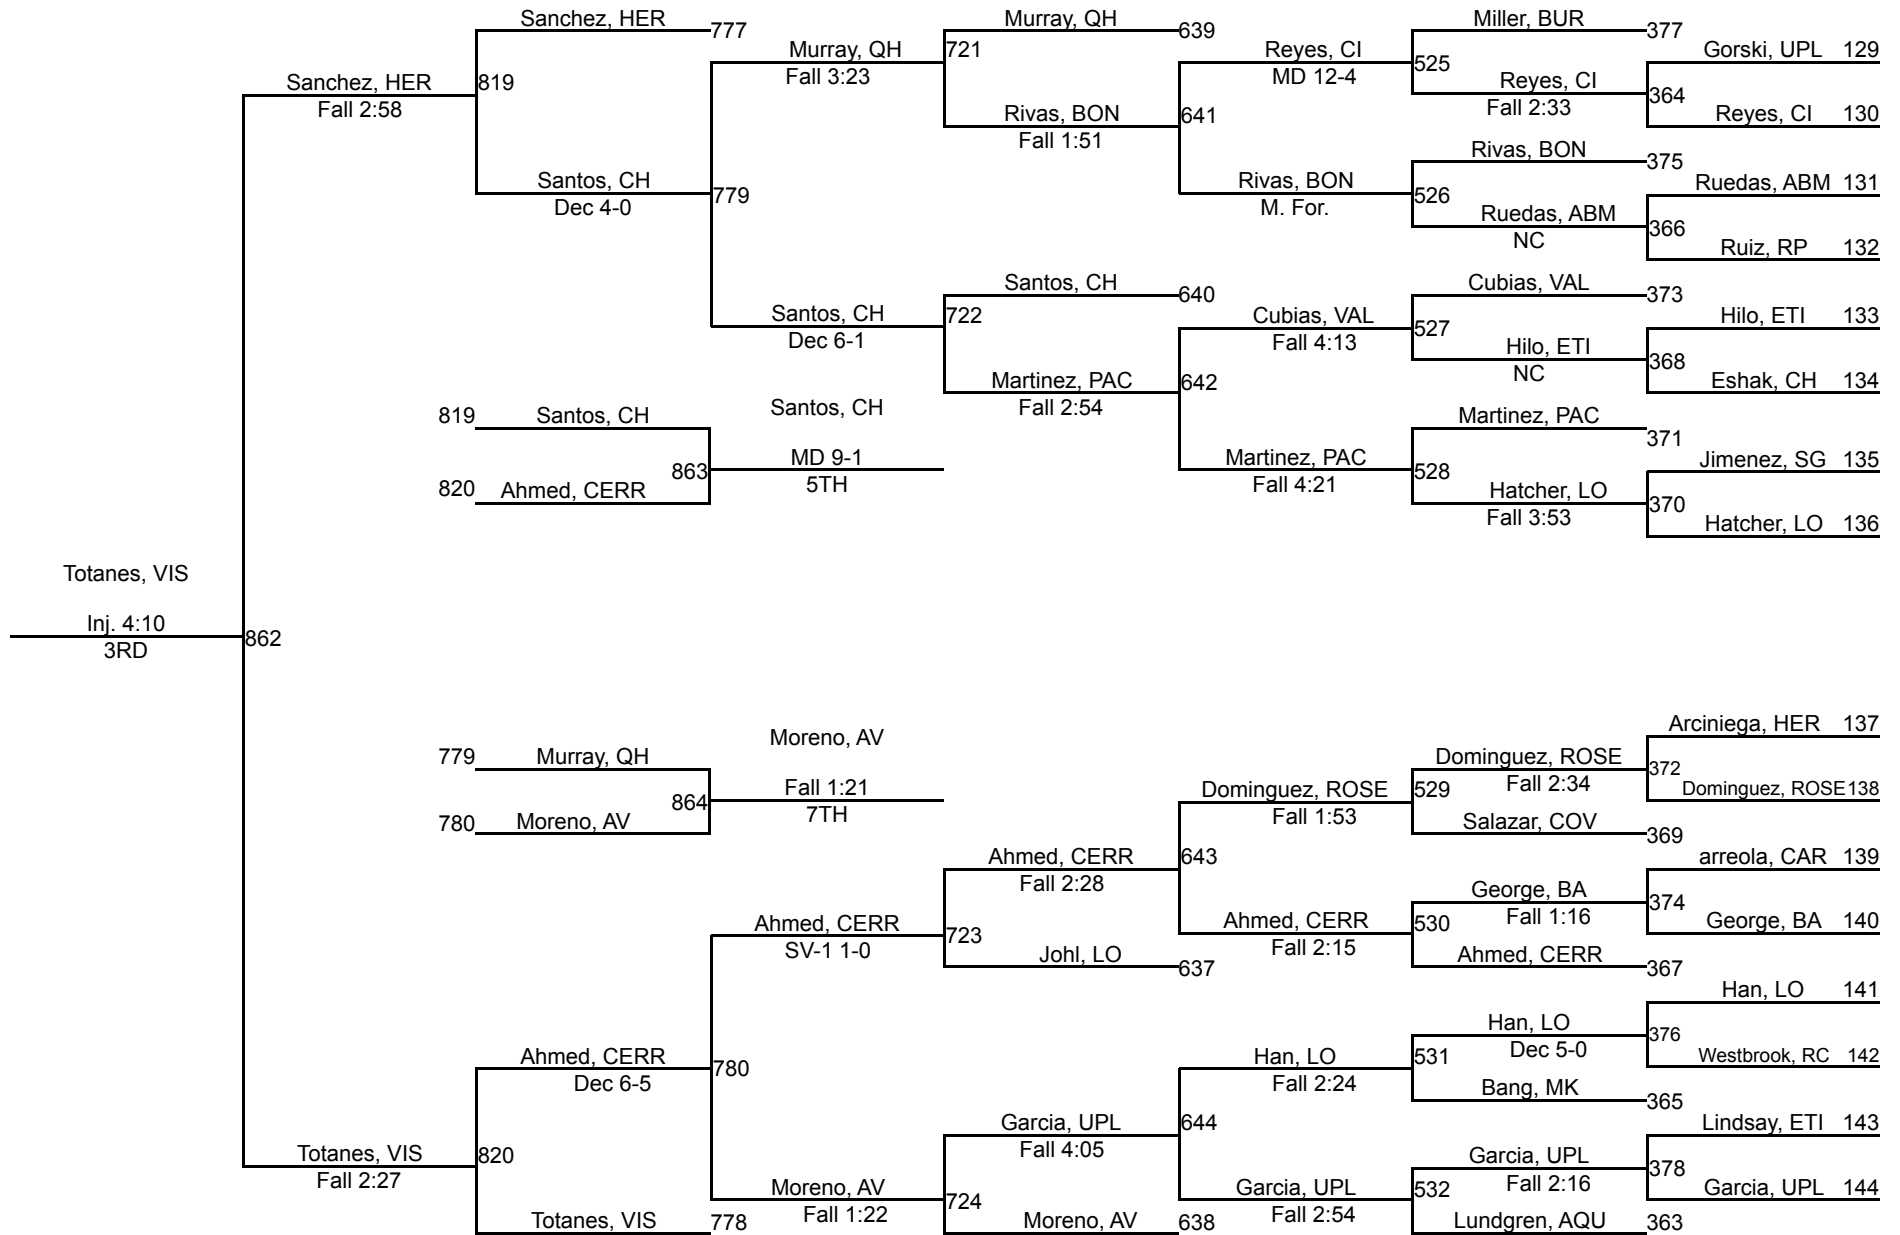 Sanchez, HER
777
Murray, QH
639
Miller, BUR
377
Gorski, UPL 129
Sanchez, HER
Fall 2:58
819
Murray, QH
Fall 3:23
721
Reyes, CI
MD 12-4
525
Reyes, CI
Fall 2:33
364
Reyes, CI 130
Rivas, BON
Fall 1:51
641
Rivas, BON
375
Ruedas, ABM 131
Santos, CH
Dec 4-0
779
Rivas, BON
M. For.
526
Ruedas, ABM
NC
366
Ruiz, RP 132
Santos, CH
640
Cubias, VAL
373
Hilo, ETI 133
Santos, CH
Dec 6-1
722
Cubias, VAL
Fall 4:13
527
Hilo, ETI
NC
368
Eshak, CH 134
Martinez, PAC
Fall 2:54
642
819 Santos, CH
Santos, CH
Martinez, PAC
371
Jimenez, SG 135
863
MD 9-1
5TH
Martinez, PAC
Fall 4:21
528
820 Ahmed, CERR
Hatcher, LO
Fall 3:53
370
Hatcher, LO 136
Totanes, VIS
Inj. 4:10
3RD
862
Arciniega, HER 137
779 Murray, QH
Moreno, AV
Dominguez, ROSE
Fall 2:34
372
Dominguez, ROSE 138
864
Fall 1:21
7TH
Dominguez, ROSE
Fall 1:53
529
780 Moreno, AV
Salazar, COV
369
arreola, CAR 139
Ahmed, CERR
Fall 2:28
643
George, BA
Fall 1:16
374
George, BA 140
Ahmed, CERR
SV-1 1-0
723
Ahmed, CERR
Fall 2:15
530
Johl, LO
637
Ahmed, CERR
367
Han, LO 141
Han, LO
Dec 5-0
376
Westbrook, RC 142
Ahmed, CERR
Dec 6-5
780
Han, LO
Fall 2:24
531
Bang, MK
365
Garcia, UPL
Fall 4:05
644
Lindsay, ETI 143
Totanes, VIS
Fall 2:27
820
Garcia, UPL
Fall 2:16
378
Garcia, UPL 144
Moreno, AV
Fall 1:22
724
Garcia, UPL
Fall 2:54
532
Totanes, VIS
778
Moreno, AV
638
Lundgren, AQU
363